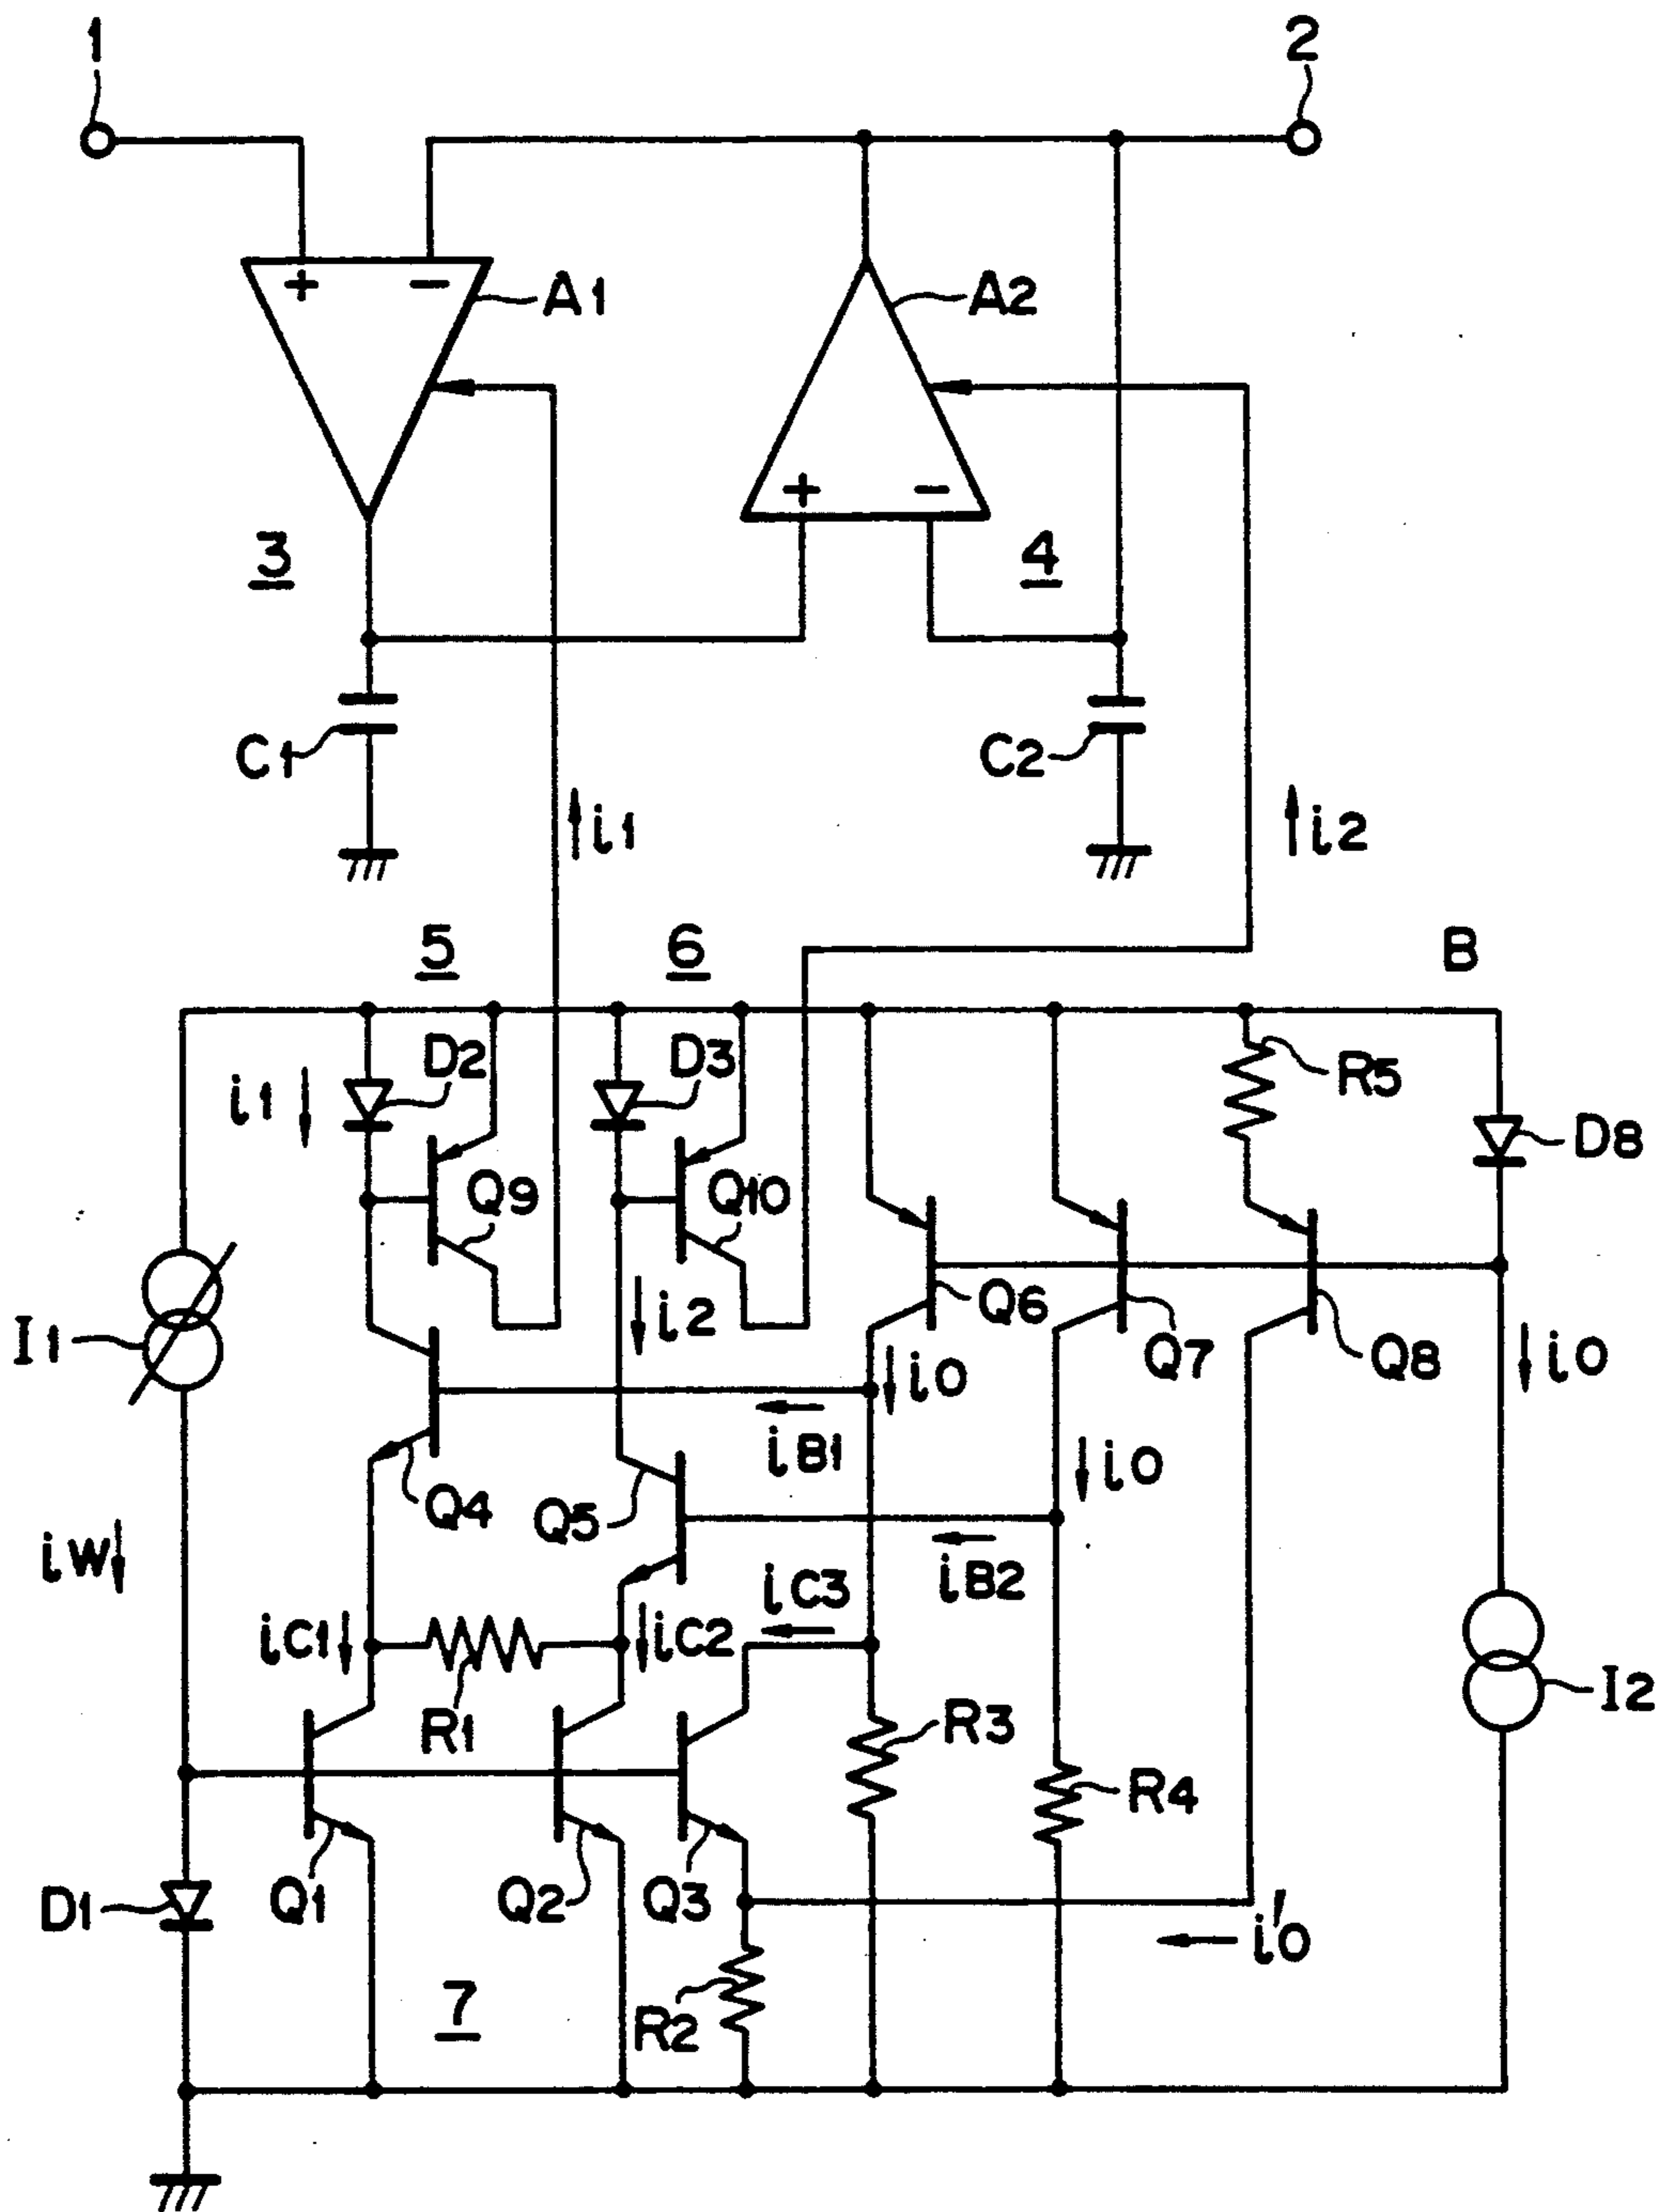 1
2
+ −
A1
A2
+ −
3
4
C1
C2
i1
i2
5
6
B
D2
D3
R5
i1
D8
Q9
Q10
I1
i2
Q6
Q7
Q8
i0
i0
iB1
i0
Q4
Q5
iW
iB2
iC3
iC1
iC2
I2
R1
R3
R4
D1
Q1
Q2
Q3
i'0
7
R2